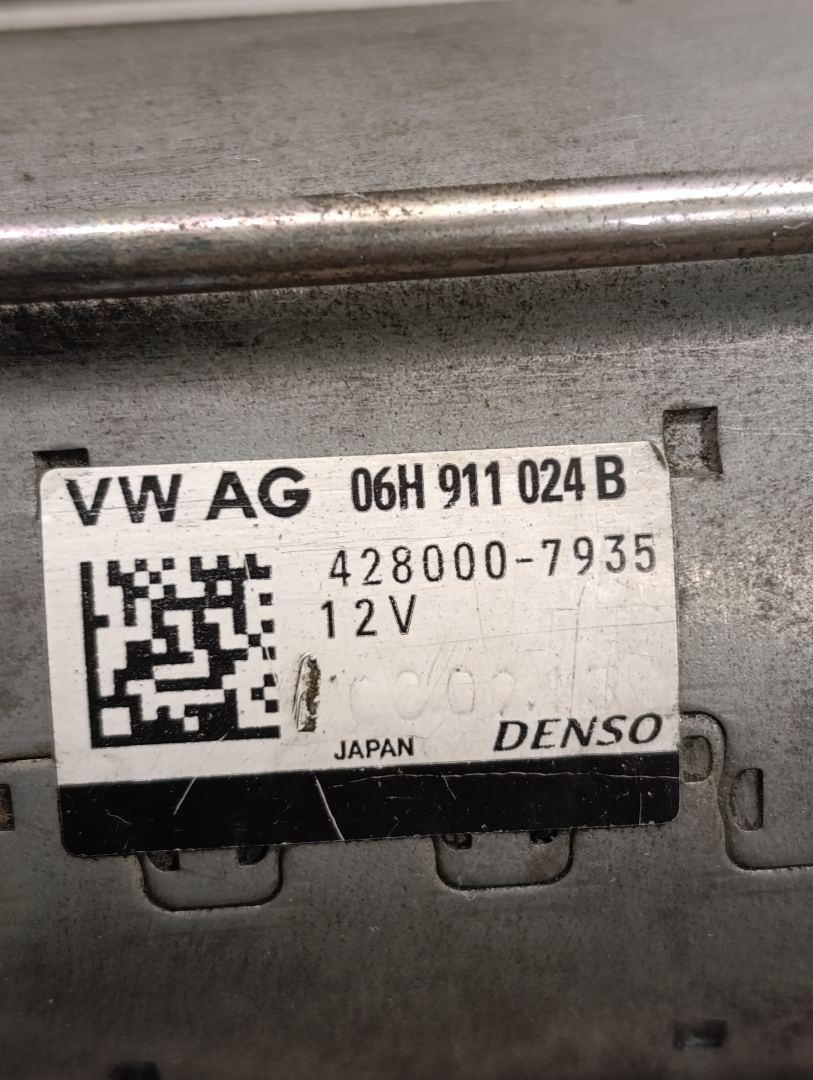 VW AG 06H 911 024 B
428000-7935
12V
JAPAN DENSO